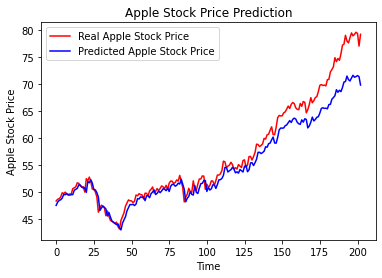 Apple Stock Price Prediction
Real Apple Stock Price
Predicted Apple Stock Price
Apple Stock Price
80
75
70
65
60
55
50
45
0 25 50 75 100 125 150 175 200
Time